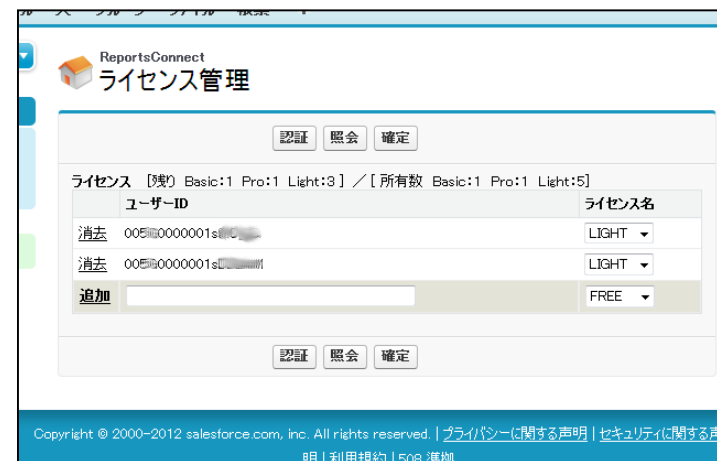 ReportsConnect
ライセンス管理
認証 照会 確定
ライセンス [残り Basic:1 Pro:1 Light:3] / [所有数 Basic:1 Pro:1 Light:5]
ユーザーID ライセンス名
消去 LIGHT
消去 LIGHT
追加 FREE
認証 照会 確定
Copyright © 2000-2012 salesforce.com, inc. All rights reserved. | プライバシーに関する声明 | セキュリティに関する声
明 | 利用規約 | 508 準拠